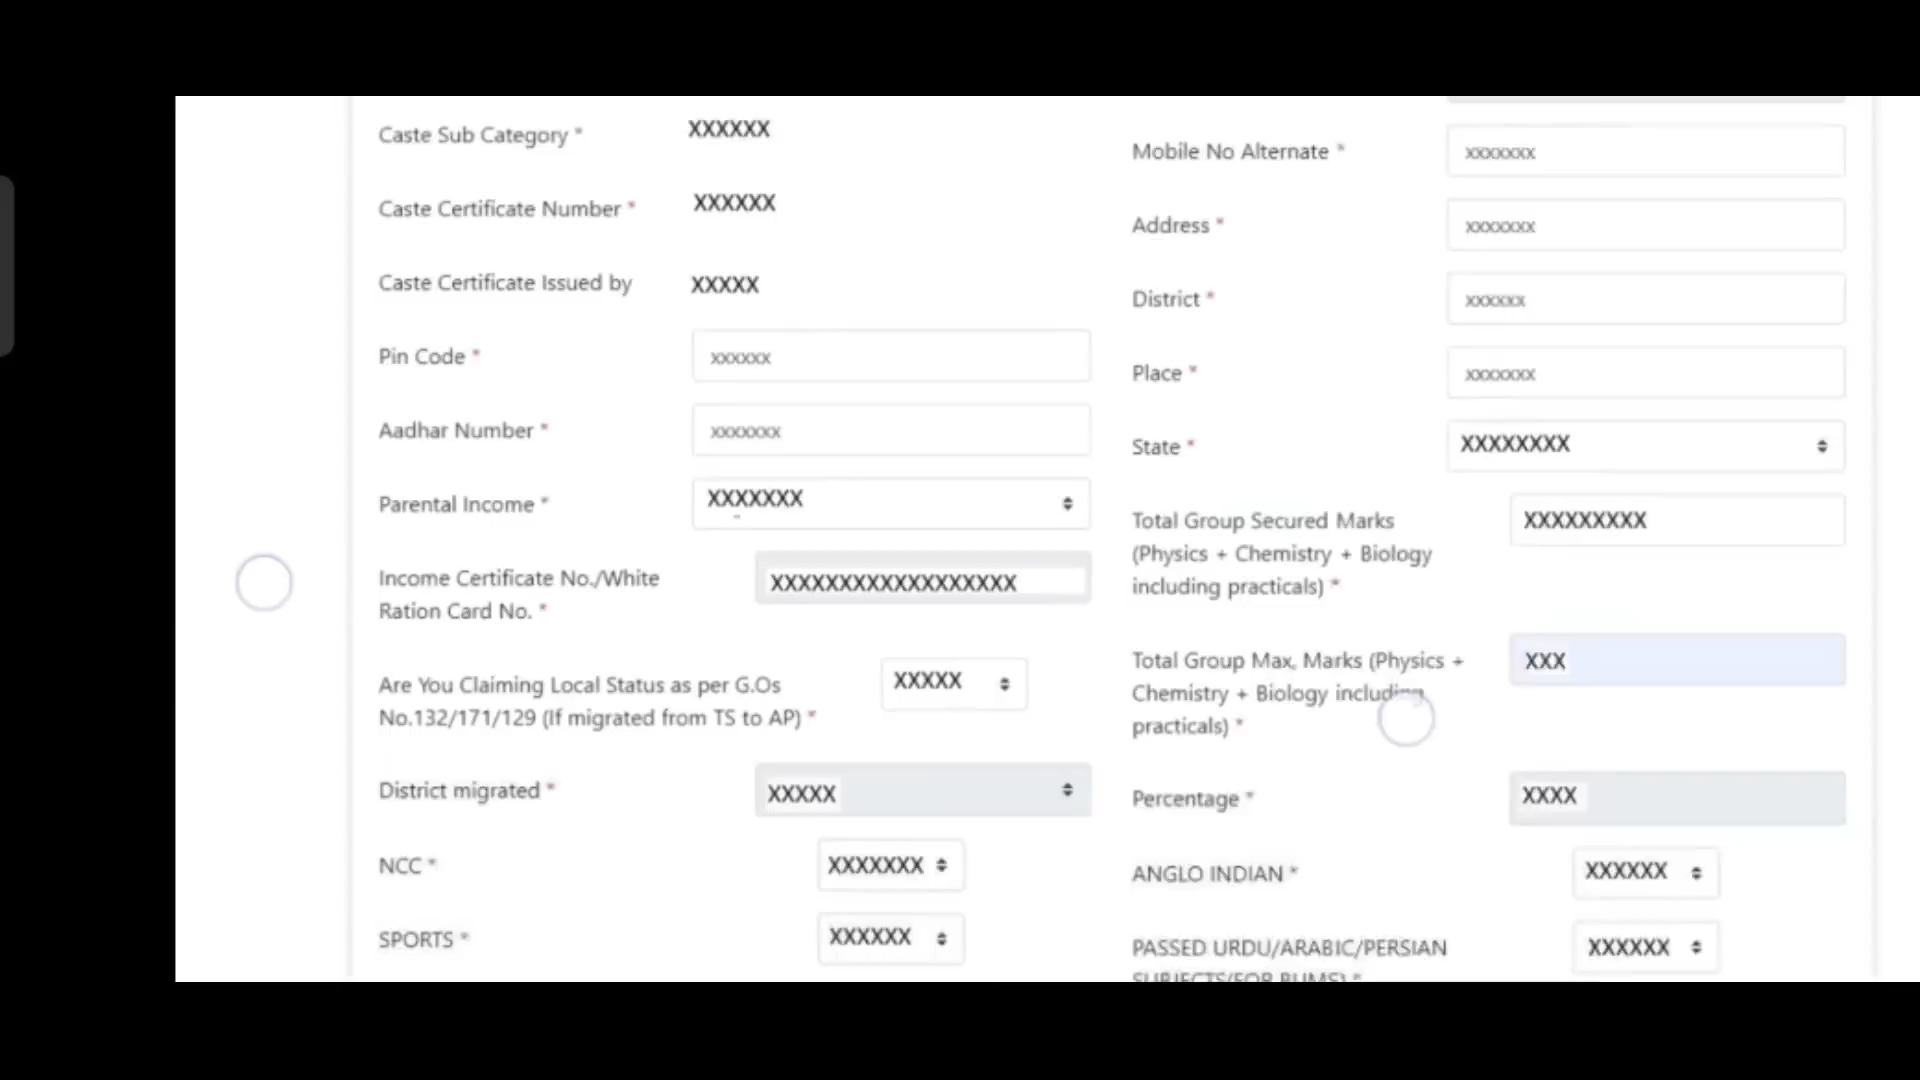 Caste Sub Category * XXXXXX
Caste Certificate Number * XXXXXX
Caste Certificate Issued by XXXXX
Pin Code * xxxxxx
Aadhar Number * xxxxxxx
Parental Income * XXXXXXX
Income Certificate No./White XXXXXXXXXXXXXXXXXX
Ration Card No. *
Are You Claiming Local Status as per G.Os XXXXX
No.132/171/129 (If migrated from TS to AP) *
District migrated * XXXXX
NCC * XXXXXXX
SPORTS * XXXXXX
Mobile No Alternate * xxxxxxx
Address * xxxxxxx
District * xxxxxx
Place * xxxxxxx
State * XXXXXXXX
Total Group Secured Marks XXXXXXXXX
(Physics + Chemistry + Biology
including practicals) *
Total Group Max. Marks (Physics + XXX
Chemistry + Biology including
practicals) *
Percentage * XXXX
ANGLO INDIAN * XXXXXX
PASSED URDU/ARABIC/PERSIAN XXXXXX
SUBJECTS(FOR BUMS) *